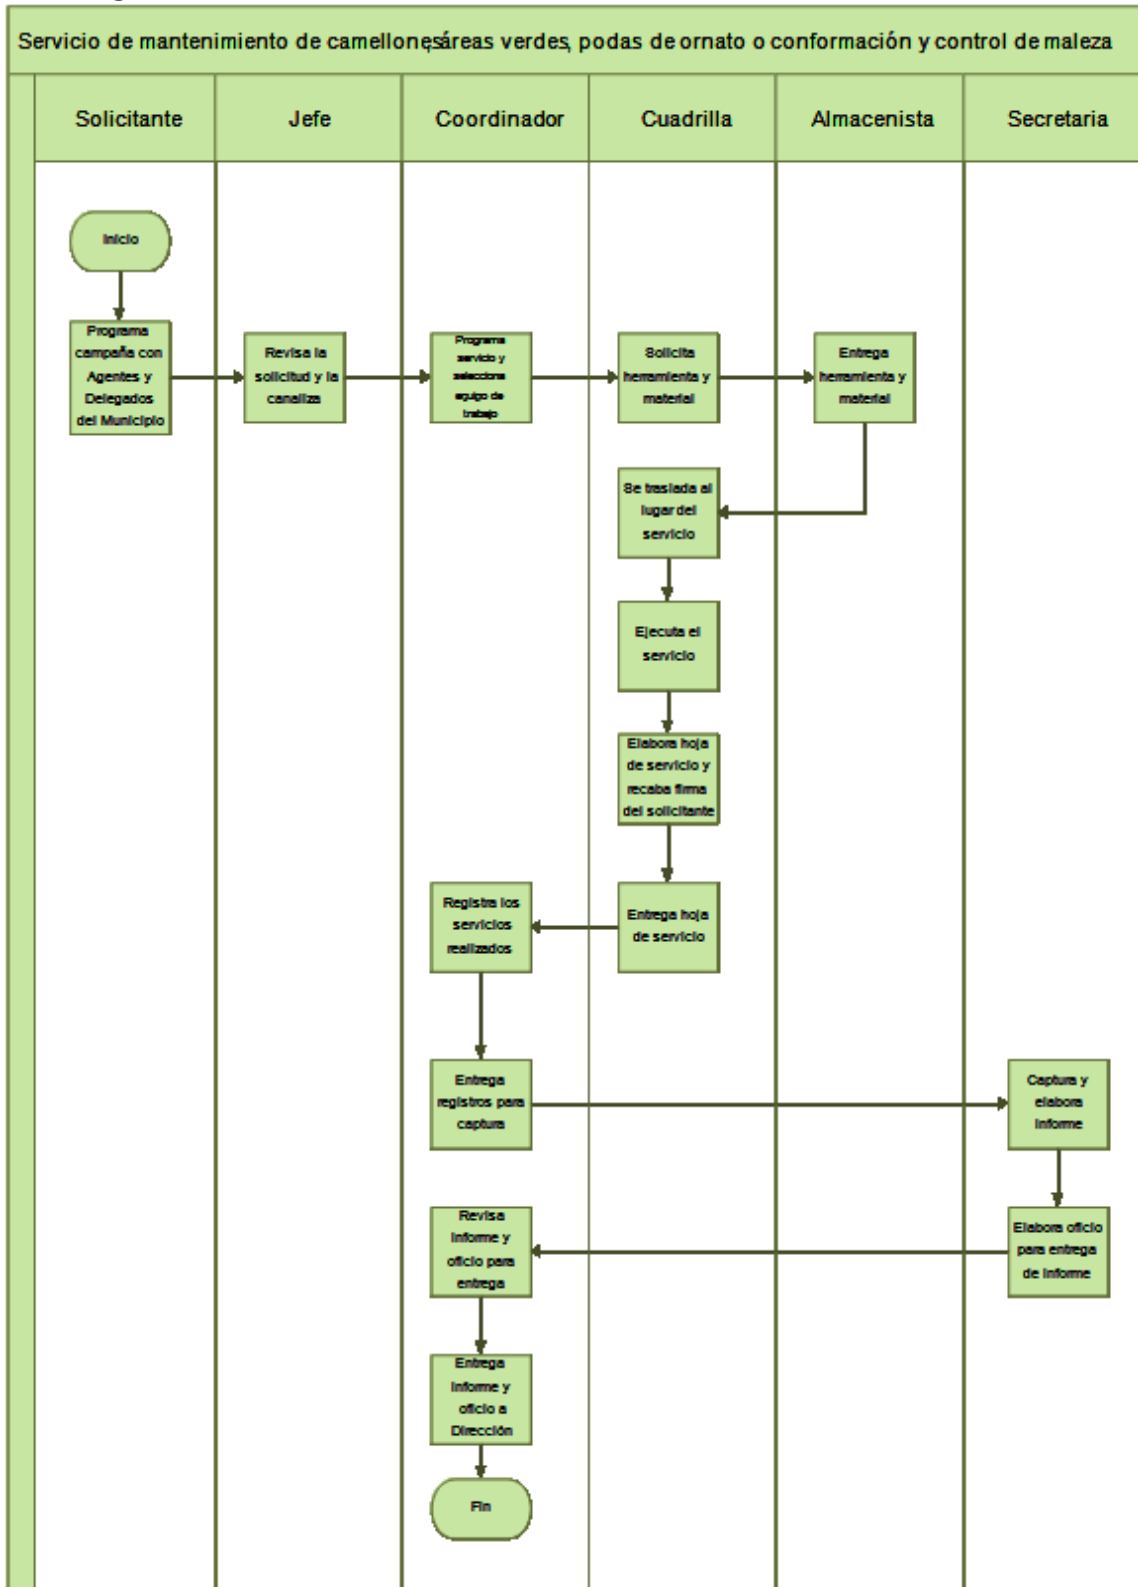 Servicio de mantenimiento de camellones, áreas verdes, podas de ornato o conformación y control de maleza
Solicitante
Jefe
Coordinador
Cuadrilla
Almacenista
Secretaria
Inicio
Programa
campaña con
Agentes y
Delegados
del Municipio
Revisa la
solicitud y la
canaliza
Programa
servicio y
selecciona
equipo de
trabajo
Solicita
herramienta y
material
Entrega
herramienta y
material
Se traslada al
lugar del
servicio
Ejecuta el
servicio
Elabora hoja
de servicio y
recaba firma
del solicitante
Entrega hoja
de servicio
Registra los
servicios
realizados
Entrega
registros para
captura
Captura y
elabora
informe
Elabora oficio
para entrega
de informe
Revisa
informe y
oficio para
entrega
Entrega
informe y
oficio a
Dirección
Fin